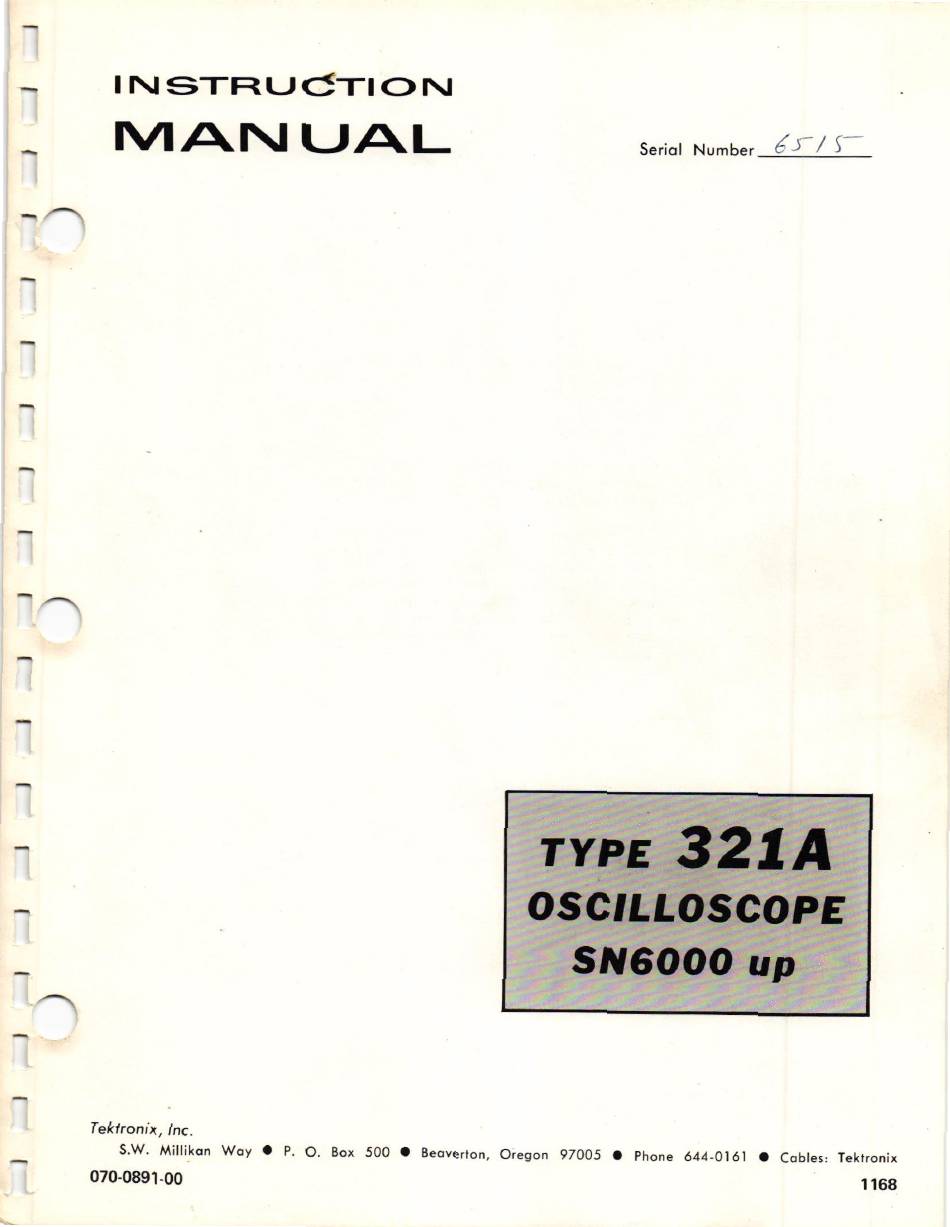 INSTRUCTION
MANUAL
Serial Number 6515
TYPE 321A
OSCILLOSCOPE
SN6000 up
Tektronix, Inc.
S.W. Millikan Way ● P. O. Box 500 ● Beaverton, Oregon 97005 ● Phone 644-0161 ● Cables: Tektronix
070-0891-00
1168